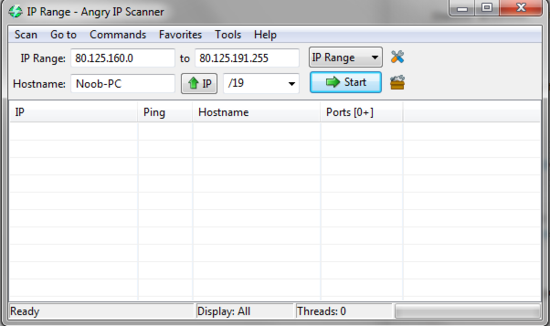 IP Range - Angry IP Scanner
Scan Go to Commands Favorites Tools Help
IP Range: 80.125.160.0 to 80.125.191.255 IP Range
Hostname: Noob-PC IP /19 Start
IP Ping Hostname Ports [0+]
Ready Display: All Threads: 0